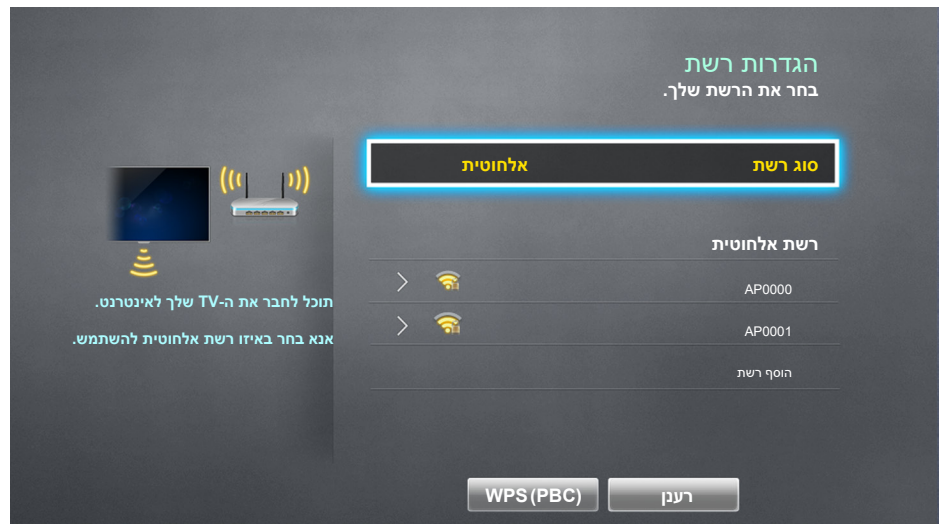 הגדרות רשת
בחר את הרשת שלך.
סוג רשת אלחוטית
רשת אלחוטית
AP0000
AP0001
הוסף רשת
תוכל לחבר את ה-TV שלך לאינטרנט.
אנא בחר באיזו רשת אלחוטית להשתמש.
רענן
WPS(PBC)